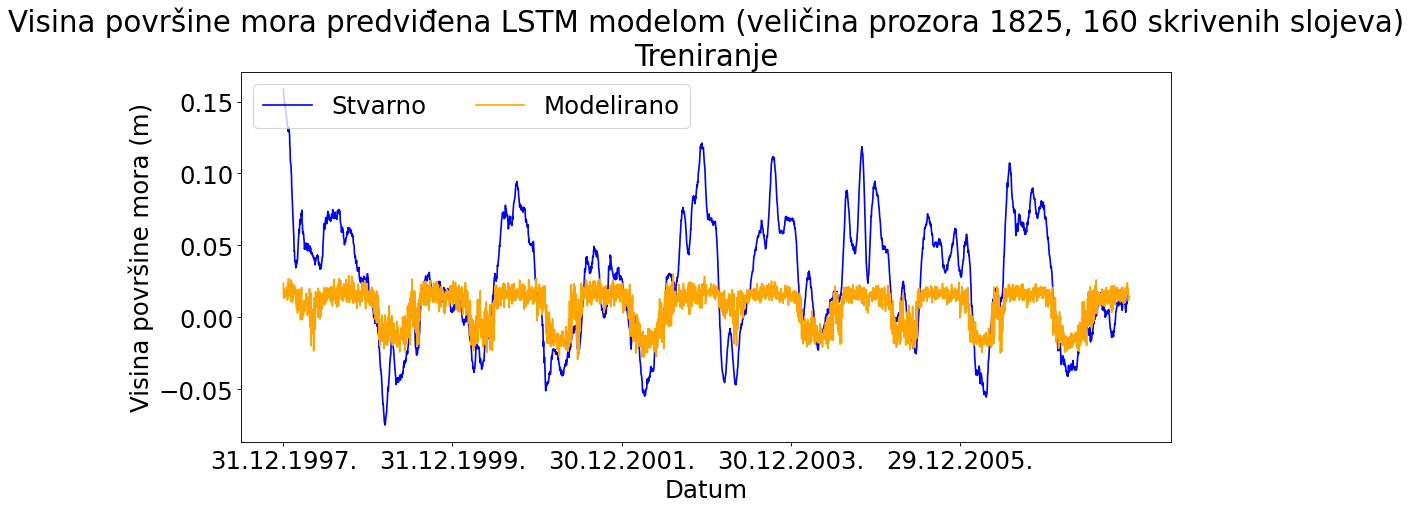 Visina površine mora predviđena LSTM modelom (veličina prozora 1825, 160 skrivenih slojeva)
Treniranje
Stvarno
Modelirano
Visina površine mora (m)
0.15
0.10
0.05
0.00
−0.05
31.12.1997.
31.12.1999.
30.12.2001.
30.12.2003.
29.12.2005.
Datum